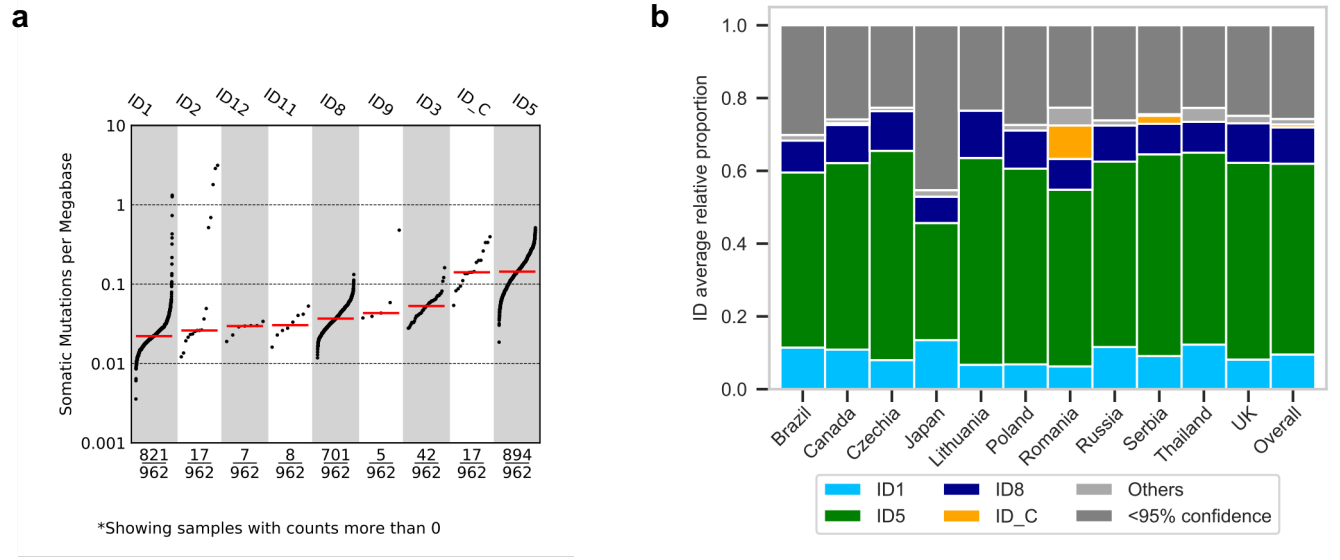 a
ID1 ID2 ID12 ID11 ID8 ID9 ID3 ID_C ID5
Somatic Mutations per Megabase
10
1
0.1
0.01
0.001
821 17 7 8 701 5 42 17 894
962 962 962 962 962 962 962 962 962
*Showing samples with counts more than 0
b
ID average relative proportion
1.0
0.8
0.6
0.4
0.2
0.0
Brazil Canada Czechia Japan Lithuania Poland Romania Russia Serbia Thailand UK Overall
ID1 ID8 Others
ID5 ID_C <95% confidence